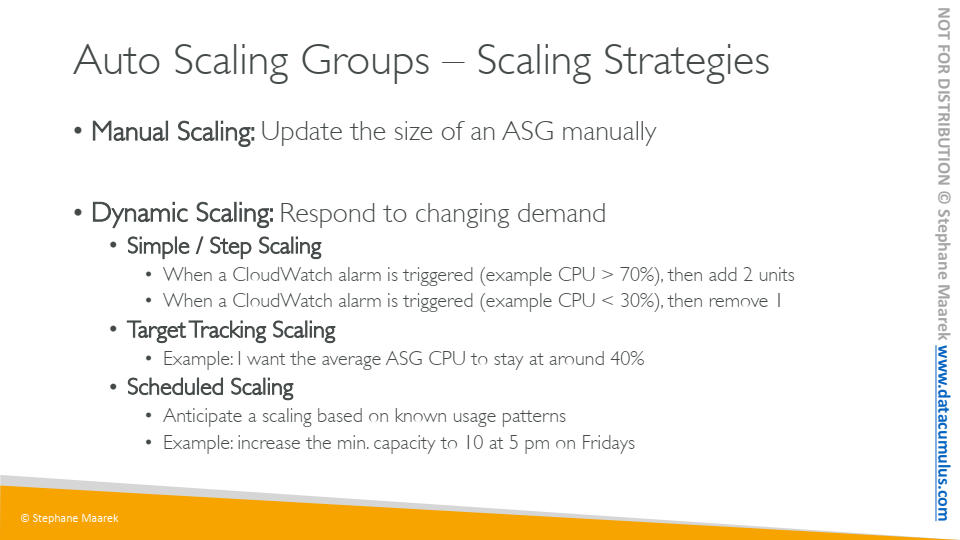 Auto Scaling Groups – Scaling Strategies
• Manual Scaling: Update the size of an ASG manually
• Dynamic Scaling: Respond to changing demand
• Simple / Step Scaling
• When a CloudWatch alarm is triggered (example CPU > 70%), then add 2 units
• When a CloudWatch alarm is triggered (example CPU < 30%), then remove 1
• Target Tracking Scaling
• Example: I want the average ASG CPU to stay at around 40%
• Scheduled Scaling
• Anticipate a scaling based on known usage patterns
• Example: increase the min. capacity to 10 at 5 pm on Fridays
© Stephane Maarek
NOT FOR DISTRIBUTION © Stephane Maarek www.datacumulus.com